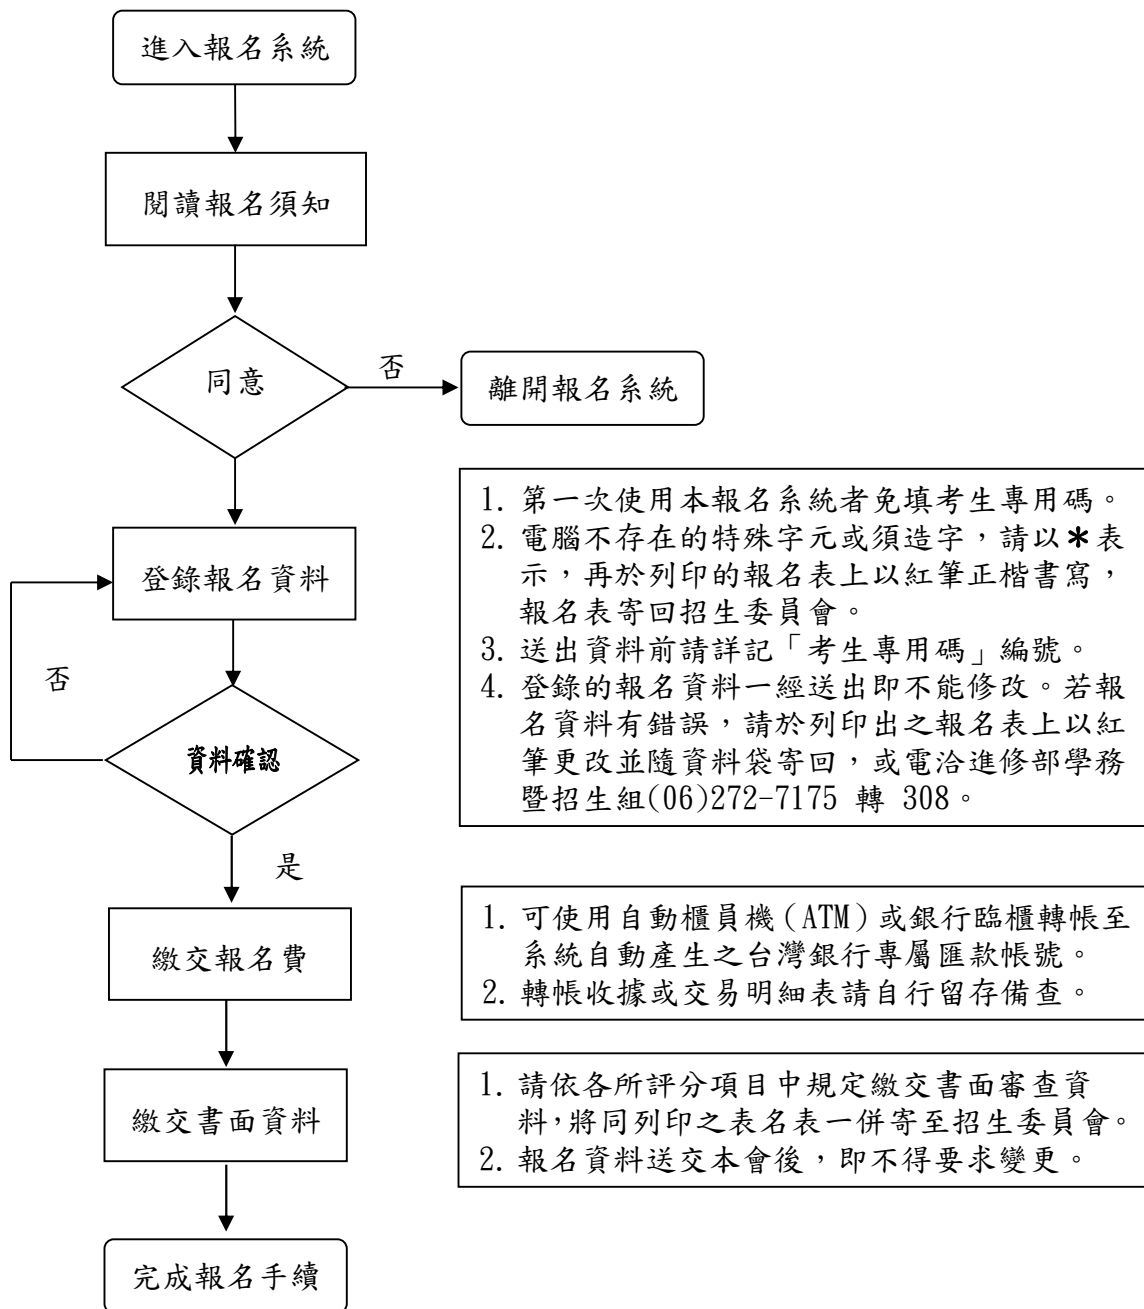 進入報名系統
閱讀報名須知
同意
否
離開報名系統
1. 第一次使用本報名系統者免填考生專用碼。
2. 電腦不存在的特殊字元或須造字，請以＊表
示，再於列印的報名表上以紅筆正楷書寫，
報名表寄回招生委員會。
3. 送出資料前請詳記「考生專用碼」編號。
4. 登錄的報名資料一經送出即不能修改。若報
名資料有錯誤，請於列印出之報名表上以紅
筆更改並隨資料袋寄回，或電洽進修部學務
暨招生組(06)272-7175 轉 308。
登錄報名資料
否
資料確認
是
繳交報名費
1. 可使用自動櫃員機(ATM)或銀行臨櫃轉帳至
系統自動產生之台灣銀行專屬匯款帳號。
2. 轉帳收據或交易明細表請自行留存備查。
繳交書面資料
1. 請依各所評分項目中規定繳交書面審查資
料，將同列印之表名表一併寄至招生委員會。
2. 報名資料送交本會後，即不得要求變更。
完成報名手續